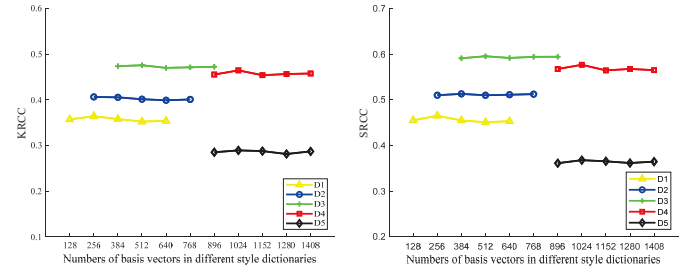 0.6
0.5
0.4
0.3
0.2
0.1
KRCC
128 256 384 512 640 768 896 1024 1152 1280 1408
Numbers of basis vectors in different style dictionaries
D1
D2
D3
D4
D5
0.7
0.6
0.5
0.4
0.3
0.2
SRCC
128 256 384 512 640 768 896 1024 1152 1280 1408
Numbers of basis vectors in different style dictionaries
D1
D2
D3
D4
D5